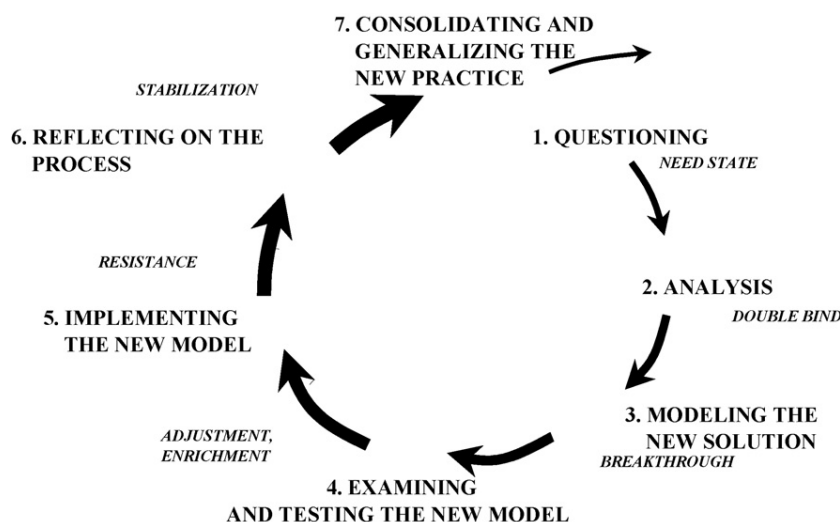 7. CONSOLIDATING AND
GENERALIZING THE
NEW PRACTICE
STABILIZATION
6. REFLECTING ON THE
PROCESS
1. QUESTIONING
NEED STATE
RESISTANCE
2. ANALYSIS
DOUBLE BIND
5. IMPLEMENTING
THE NEW MODEL
3. MODELING THE
NEW SOLUTION
BREAKTHROUGH
ADJUSTMENT,
ENRICHMENT
4. EXAMINING
AND TESTING THE NEW MODEL